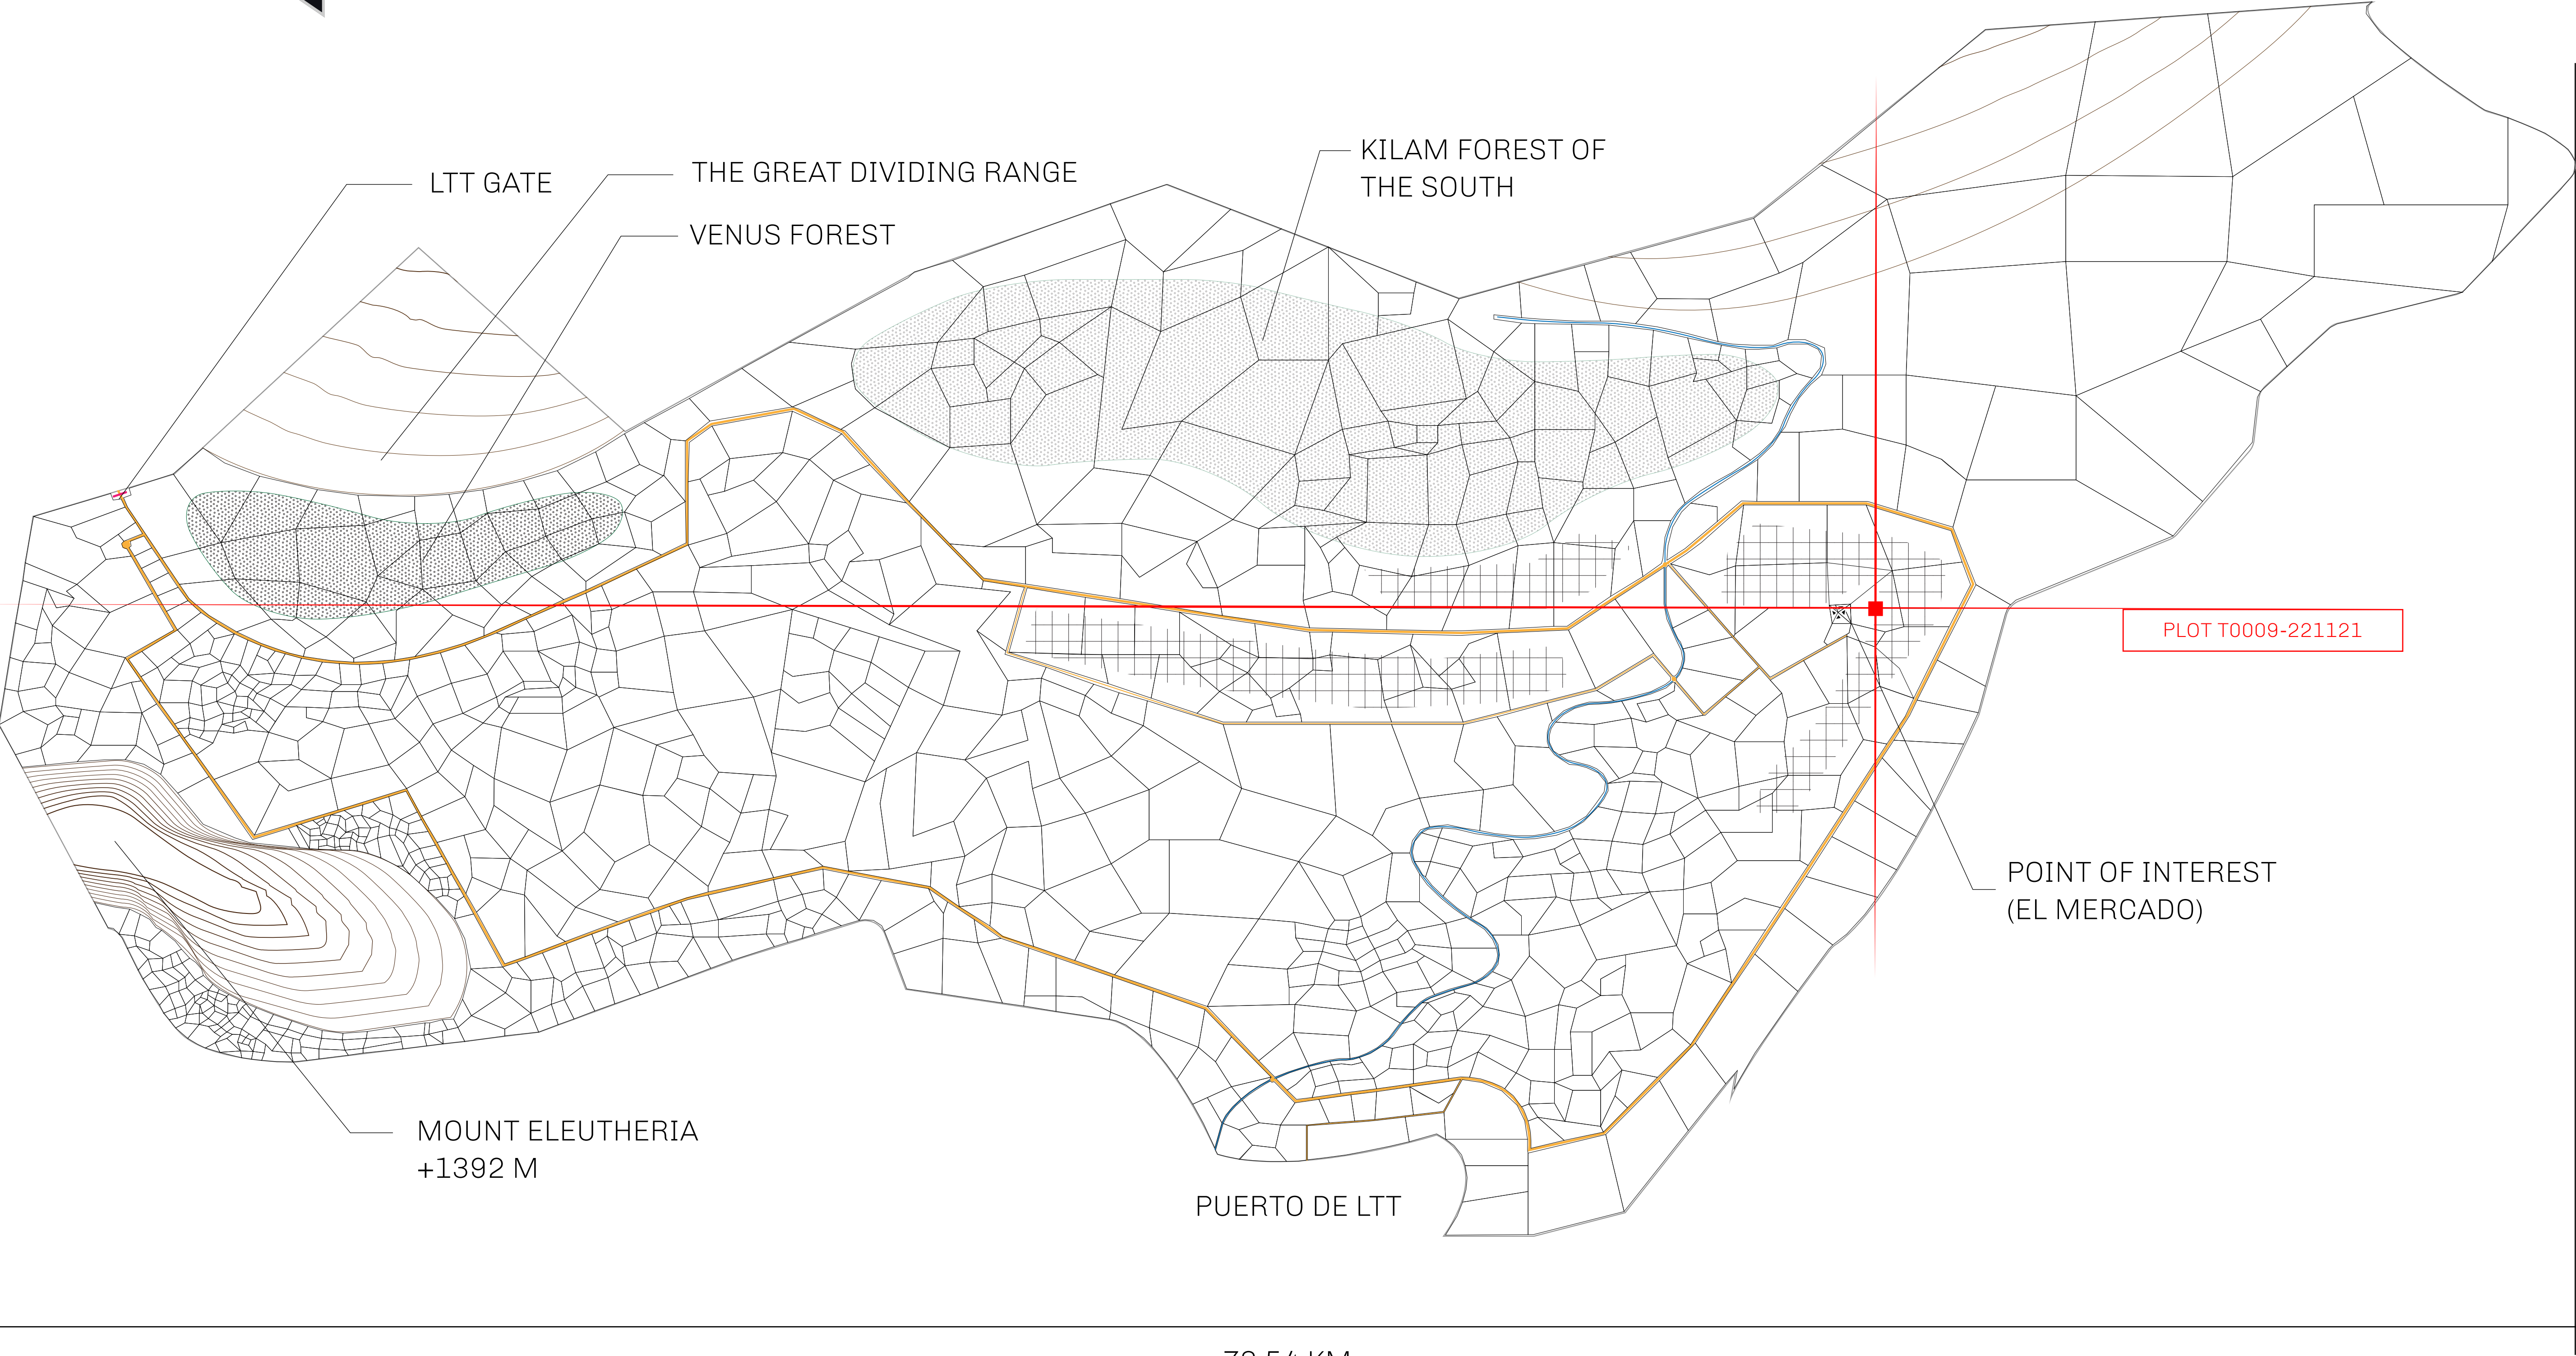 KILAM FOREST OF
THE SOUTH
THE GREAT DIVIDING RANGE
LTT GATE
VENUS FOREST
PLOT T0009-221121
POINT OF INTEREST
(EL MERCADO)
MOUNT ELEUTHERIA
+1392 M
PUERTO DE LTT
KM